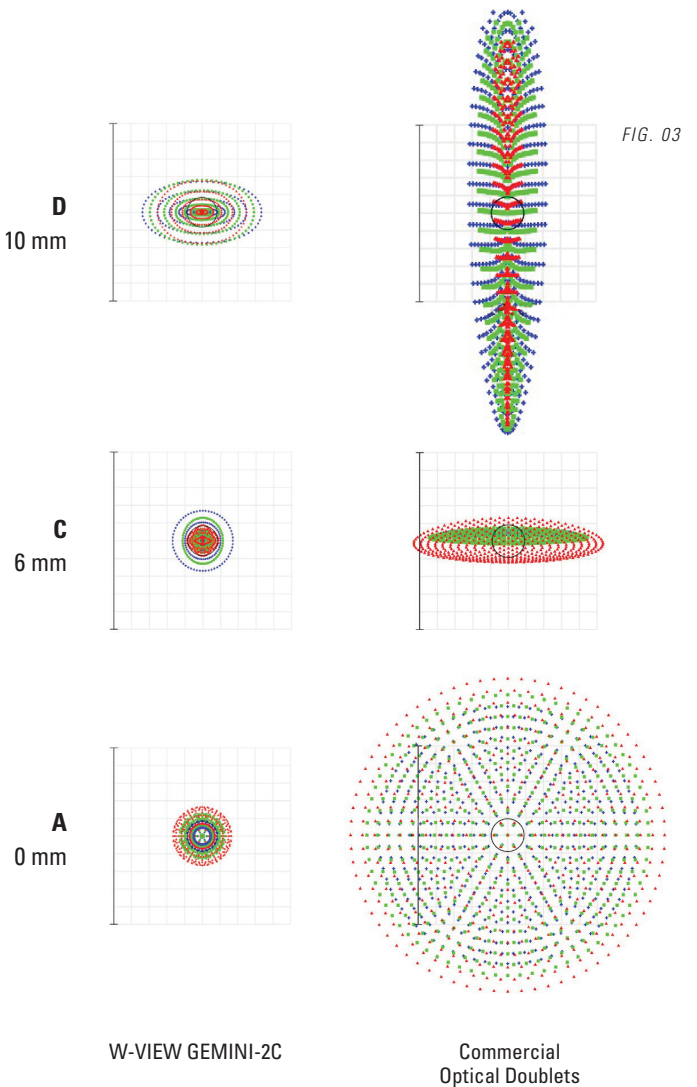 FIG. 03
D
10 mm
C
6 mm
A
0 mm
W-VIEW GEMINI-2C
Commercial
Optical Doublets